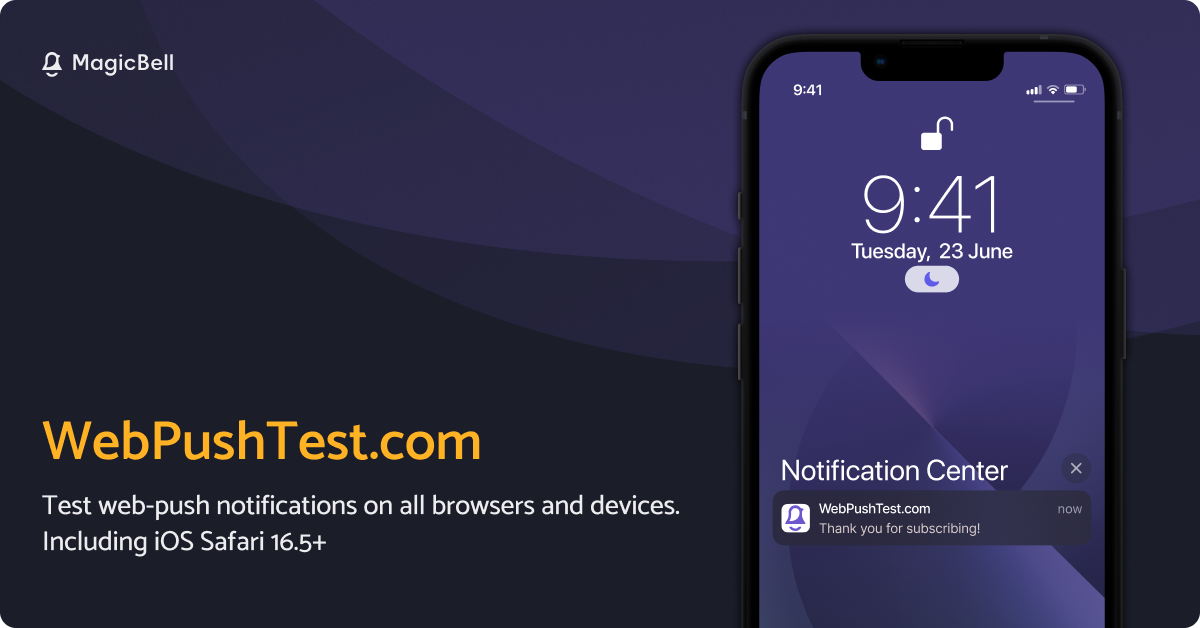 MagicBell
WebPushTest.com
Test web-push notifications on all browsers and devices.
Including iOS Safari 16.5+
9:41
9:41
Tuesday, 23 June
Notification Center
WebPushTest.com
now
Thank you for subscribing!